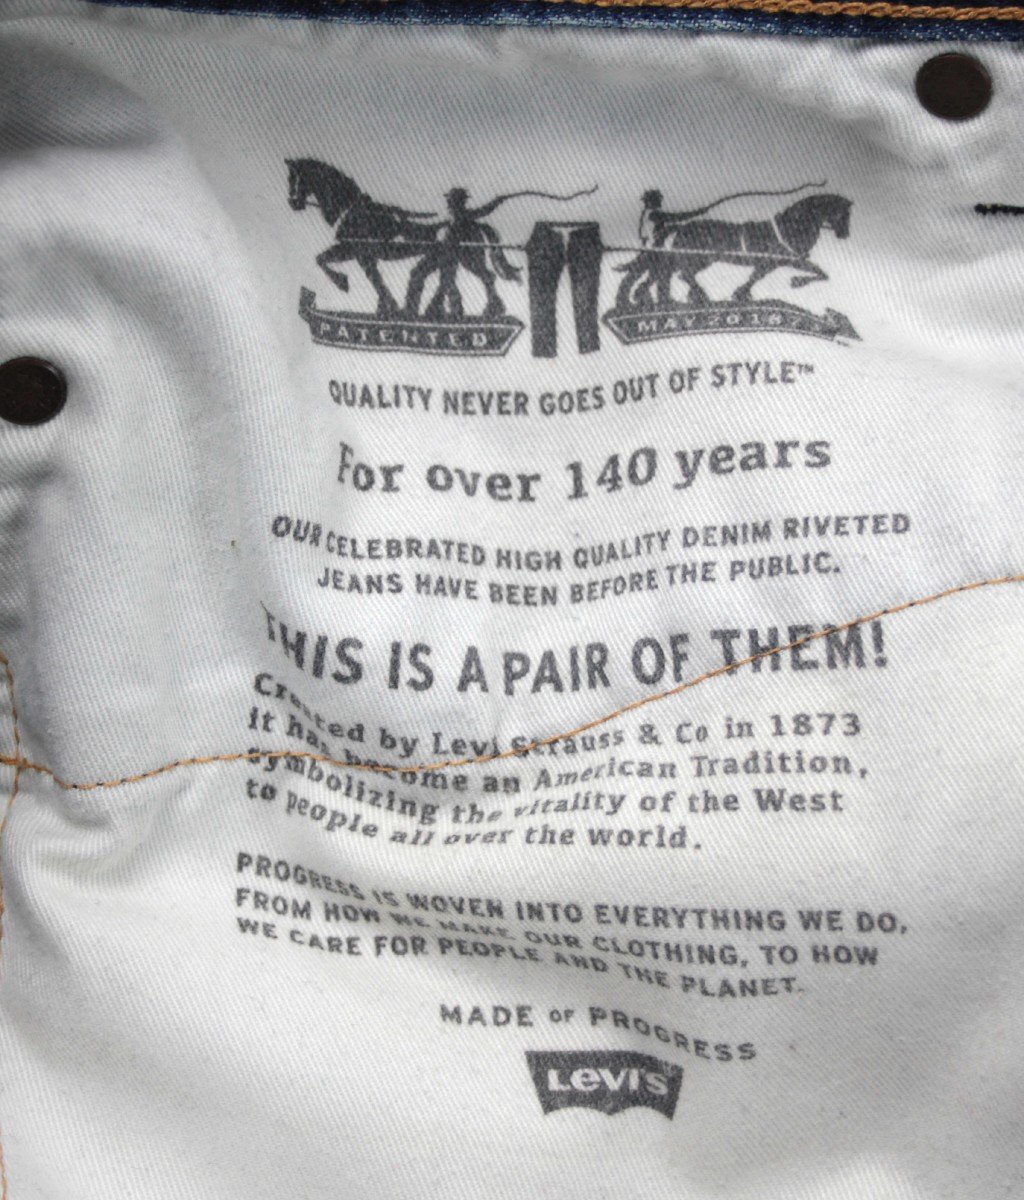 PATENTED MAY 20 1873
QUALITY NEVER GOES OUT OF STYLE™
For over 140 years
OUR CELEBRATED HIGH QUALITY DENIM RIVETED
JEANS HAVE BEEN BEFORE THE PUBLIC.
THIS IS A PAIR OF THEM!
Created by Levi Strauss & Co in 1873
it has become an American Tradition,
symbolizing the vitality of the West
to people all over the world.
PROGRESS IS WOVEN INTO EVERYTHING WE DO,
FROM HOW WE MAKE OUR CLOTHING, TO HOW
WE CARE FOR PEOPLE AND THE PLANET.
MADE OF PROGRESS
LEVI'S